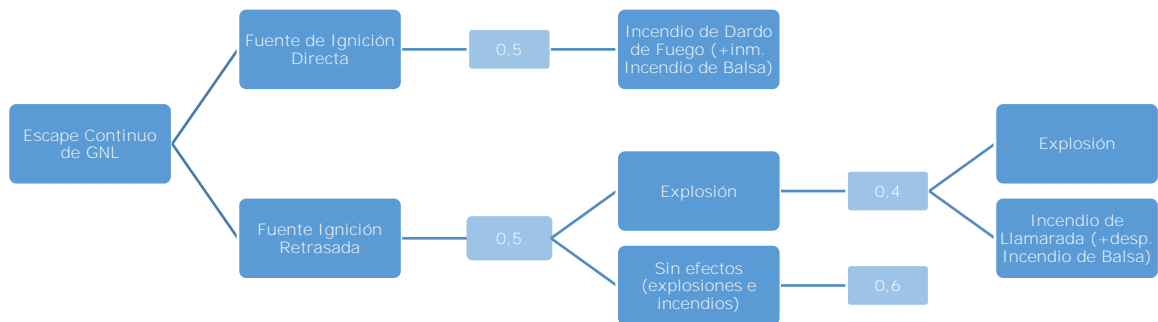 Fuente de Ignición
Directa
0,5
Incendio de Dardo
de Fuego (+inm.
Incendio de Balsa)
Escape Continuo
de GNL
Fuente Ignición
Retrasada
0,5
Explosión
0,4
Explosión
Incendio de
Llamarada (+desp.
Incendio de Balsa)
Sin efectos
(explosiones e
incendios)
0,6